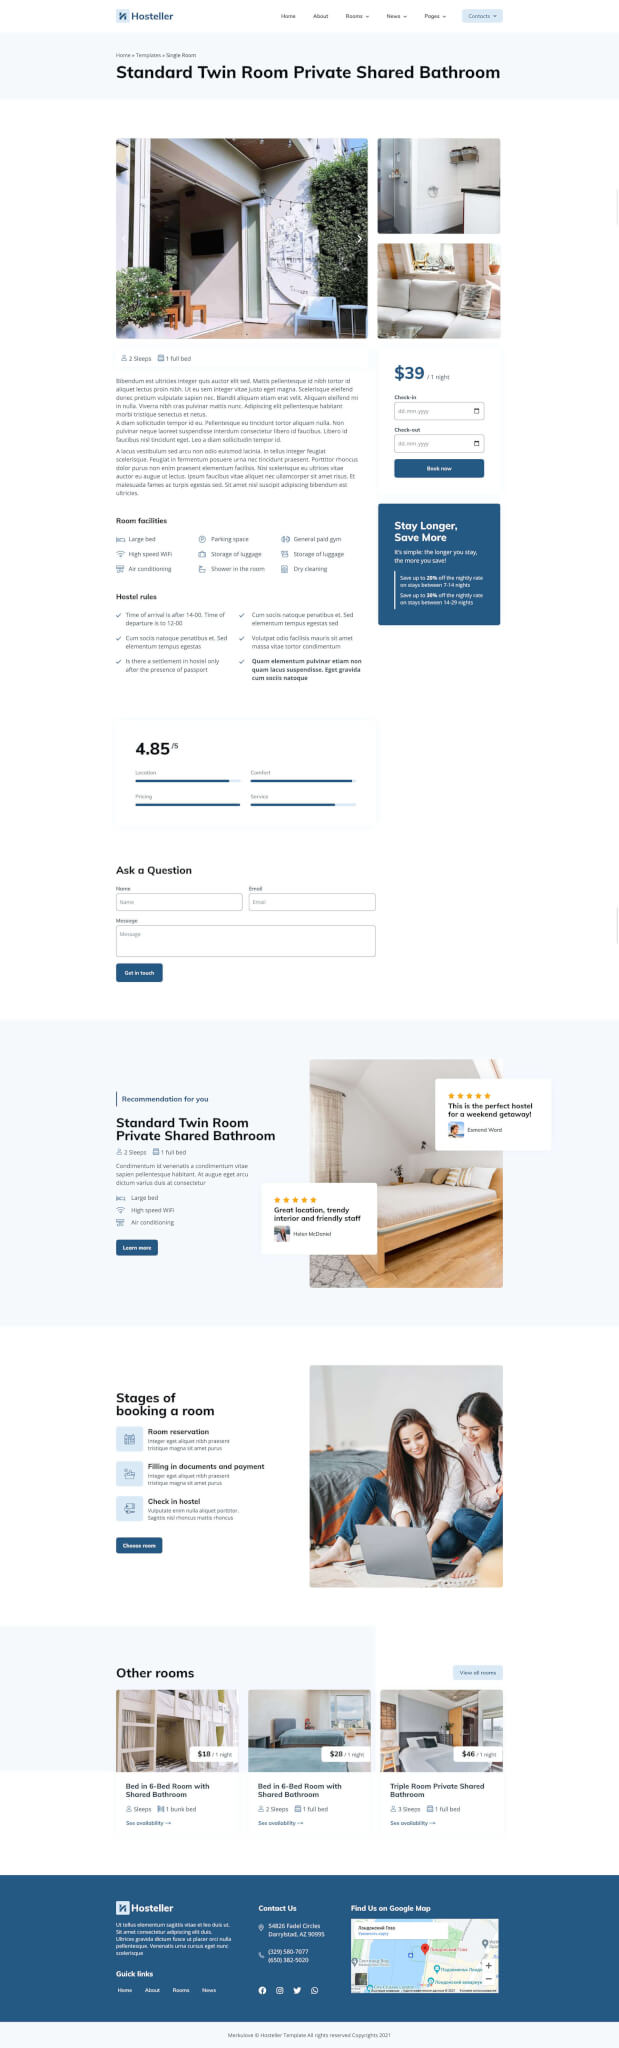 Hosteller
Home About Rooms News Pages Contacts
Home » Templates » Single Room
Standard Twin Room Private Shared Bathroom
2 Sleeps 1 full bed
Bibendum est ultricies integer quis auctor elit sed. Mattis pellentesque id nibh tortor id
aliquet lectus proin nibh. Ut eu sem integer vitae justo eget magna. Scelerisque eleifend
donec pretium vulputate sapien nec. Blandit aliquam etiam erat velit. Aliquam eleifend mi
in nulla. Viverra nibh cras pulvinar mattis nunc. Adipiscing elit pellentesque habitant
morbi tristique senectus et netus.
A diam sollicitudin tempor id eu. Pellentesque eu tincidunt tortor aliquam nulla. Non
pulvinar neque laoreet suspendisse interdum consectetur libero id faucibus. Libero id
faucibus nisl tincidunt eget. Leo a diam sollicitudin tempor id.
A lacus vestibulum sed arcu non odio euismod lacinia. In tellus integer feugiat
scelerisque. Feugiat in fermentum posuere urna nec tincidunt praesent. Porttitor rhoncus
dolor purus non enim praesent elementum facilisis. Nisi scelerisque eu ultrices vitae
auctor eu augue ut lectus. Ipsum faucibus vitae aliquet nec ullamcorper sit amet risus. Et
malesuada fames ac turpis egestas sed. Sit amet nisl suscipit adipiscing bibendum est
ultricies.
$39 / 1 night
Check-in
dd.mm.yyyy
Check-out
dd.mm.yyyy
Book now
Stay Longer,
Save More
It's simple: the longer you stay,
the more you save!
Save up to 20% off the nightly rate
on stays between 7-14 nights
Save up to 30% off the nightly rate
on stays between 14-29 nights
Room facilities
Large bed Parking space General paid gym
High speed WiFi Storage of luggage Storage of luggage
Air conditioning Shower in the room Dry cleaning
Hostel rules
Time of arrival is after 14-00. Time of
departure is to 12-00
Cum sociis natoque penatibus et. Sed
elementum tempus egestas sed
Cum sociis natoque penatibus et. Sed
elementum tempus egestas
Volutpat odio facilisis mauris sit amet
massa vitae tortor condimentum
Is there a settlement in hostel only
after the presence of passport
Quam elementum pulvinar etiam non
quam lacus suspendisse. Eget gravida
cum sociis natoque
4.85 /5
Location Comfort
Pricing Service
Ask a Question
Name Email
Name Email
Message
Message
Get in touch
Recommendation for you
Standard Twin Room
Private Shared Bathroom
2 Sleeps 1 full bed
Condimentum id venenatis a condimentum vitae
sapien pellentesque habitant. At augue eget arcu
dictum varius duis at consectetur
Large bed
High speed WiFi
Air conditioning
Learn more
This is the perfect hostel
for a weekend getaway!
Esmond Word
Great location, trendy
interior and friendly staff
Helen McDaniel
Stages of
booking a room
Room reservation
Integer eget aliquet nibh praesent
tristique magna sit amet purus
Filling in documents and payment
Integer eget aliquet nibh praesent
tristique magna sit amet purus
Check in hostel
Vulputate enim nulla aliquet porttitor.
Sagittis nisl rhoncus mattis rhoncus
Choose room
Other rooms
View all rooms
$18 / 1 night
Bed in 6-Bed Room with
Shared Bathroom
Sleeps 1 bunk bed
See availability
$28 / 1 night
Bed in 6-Bed Room with
Shared Bathroom
2 Sleeps 1 full bed
See availability
$46 / 1 night
Triple Room Private Shared
Bathroom
3 Sleeps 1 full bed
See availability
Hosteller
Ut tellus elementum sagittis vitae et leo duis ut.
Sit amet consectetur adipiscing elit duis.
Ultrices gravida dictum fusce ut placer orci nulla
pellentesque. Venenatis urna cursus eget nunc
scelerisque
Quick links
Home About Rooms News
Contact Us
54826 Fadel Circles
Darrylstad, AZ 90995
(329) 580-7077
(650) 382-5020
Find Us on Google Map
Лондонский Глаз
Увеличить карту
Лондонский Глаз
Merkulove © Hosteller Template All rights reserved Copyrights 2021